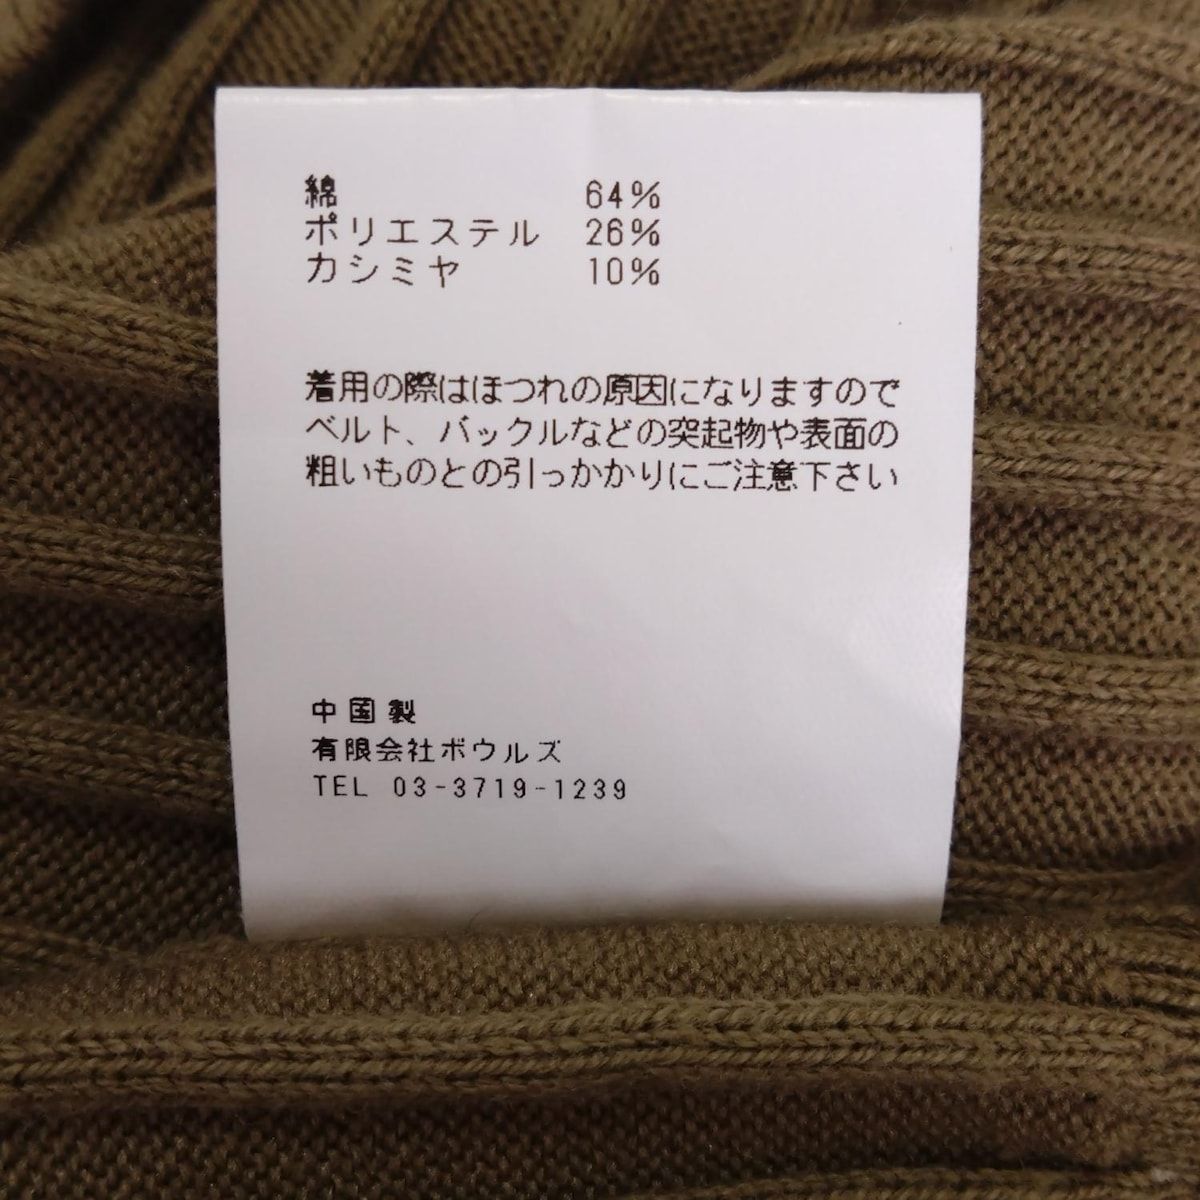 綿 64%
ポリエステル 26%
カシミヤ 10%
着用の際はほつれの原因になりますので
ベルト、バックルなどの突起物や表面の
粗いものとの引っかかりにご注意下さい
中国製
有限会社ボウルズ
TEL 03-3719-1239